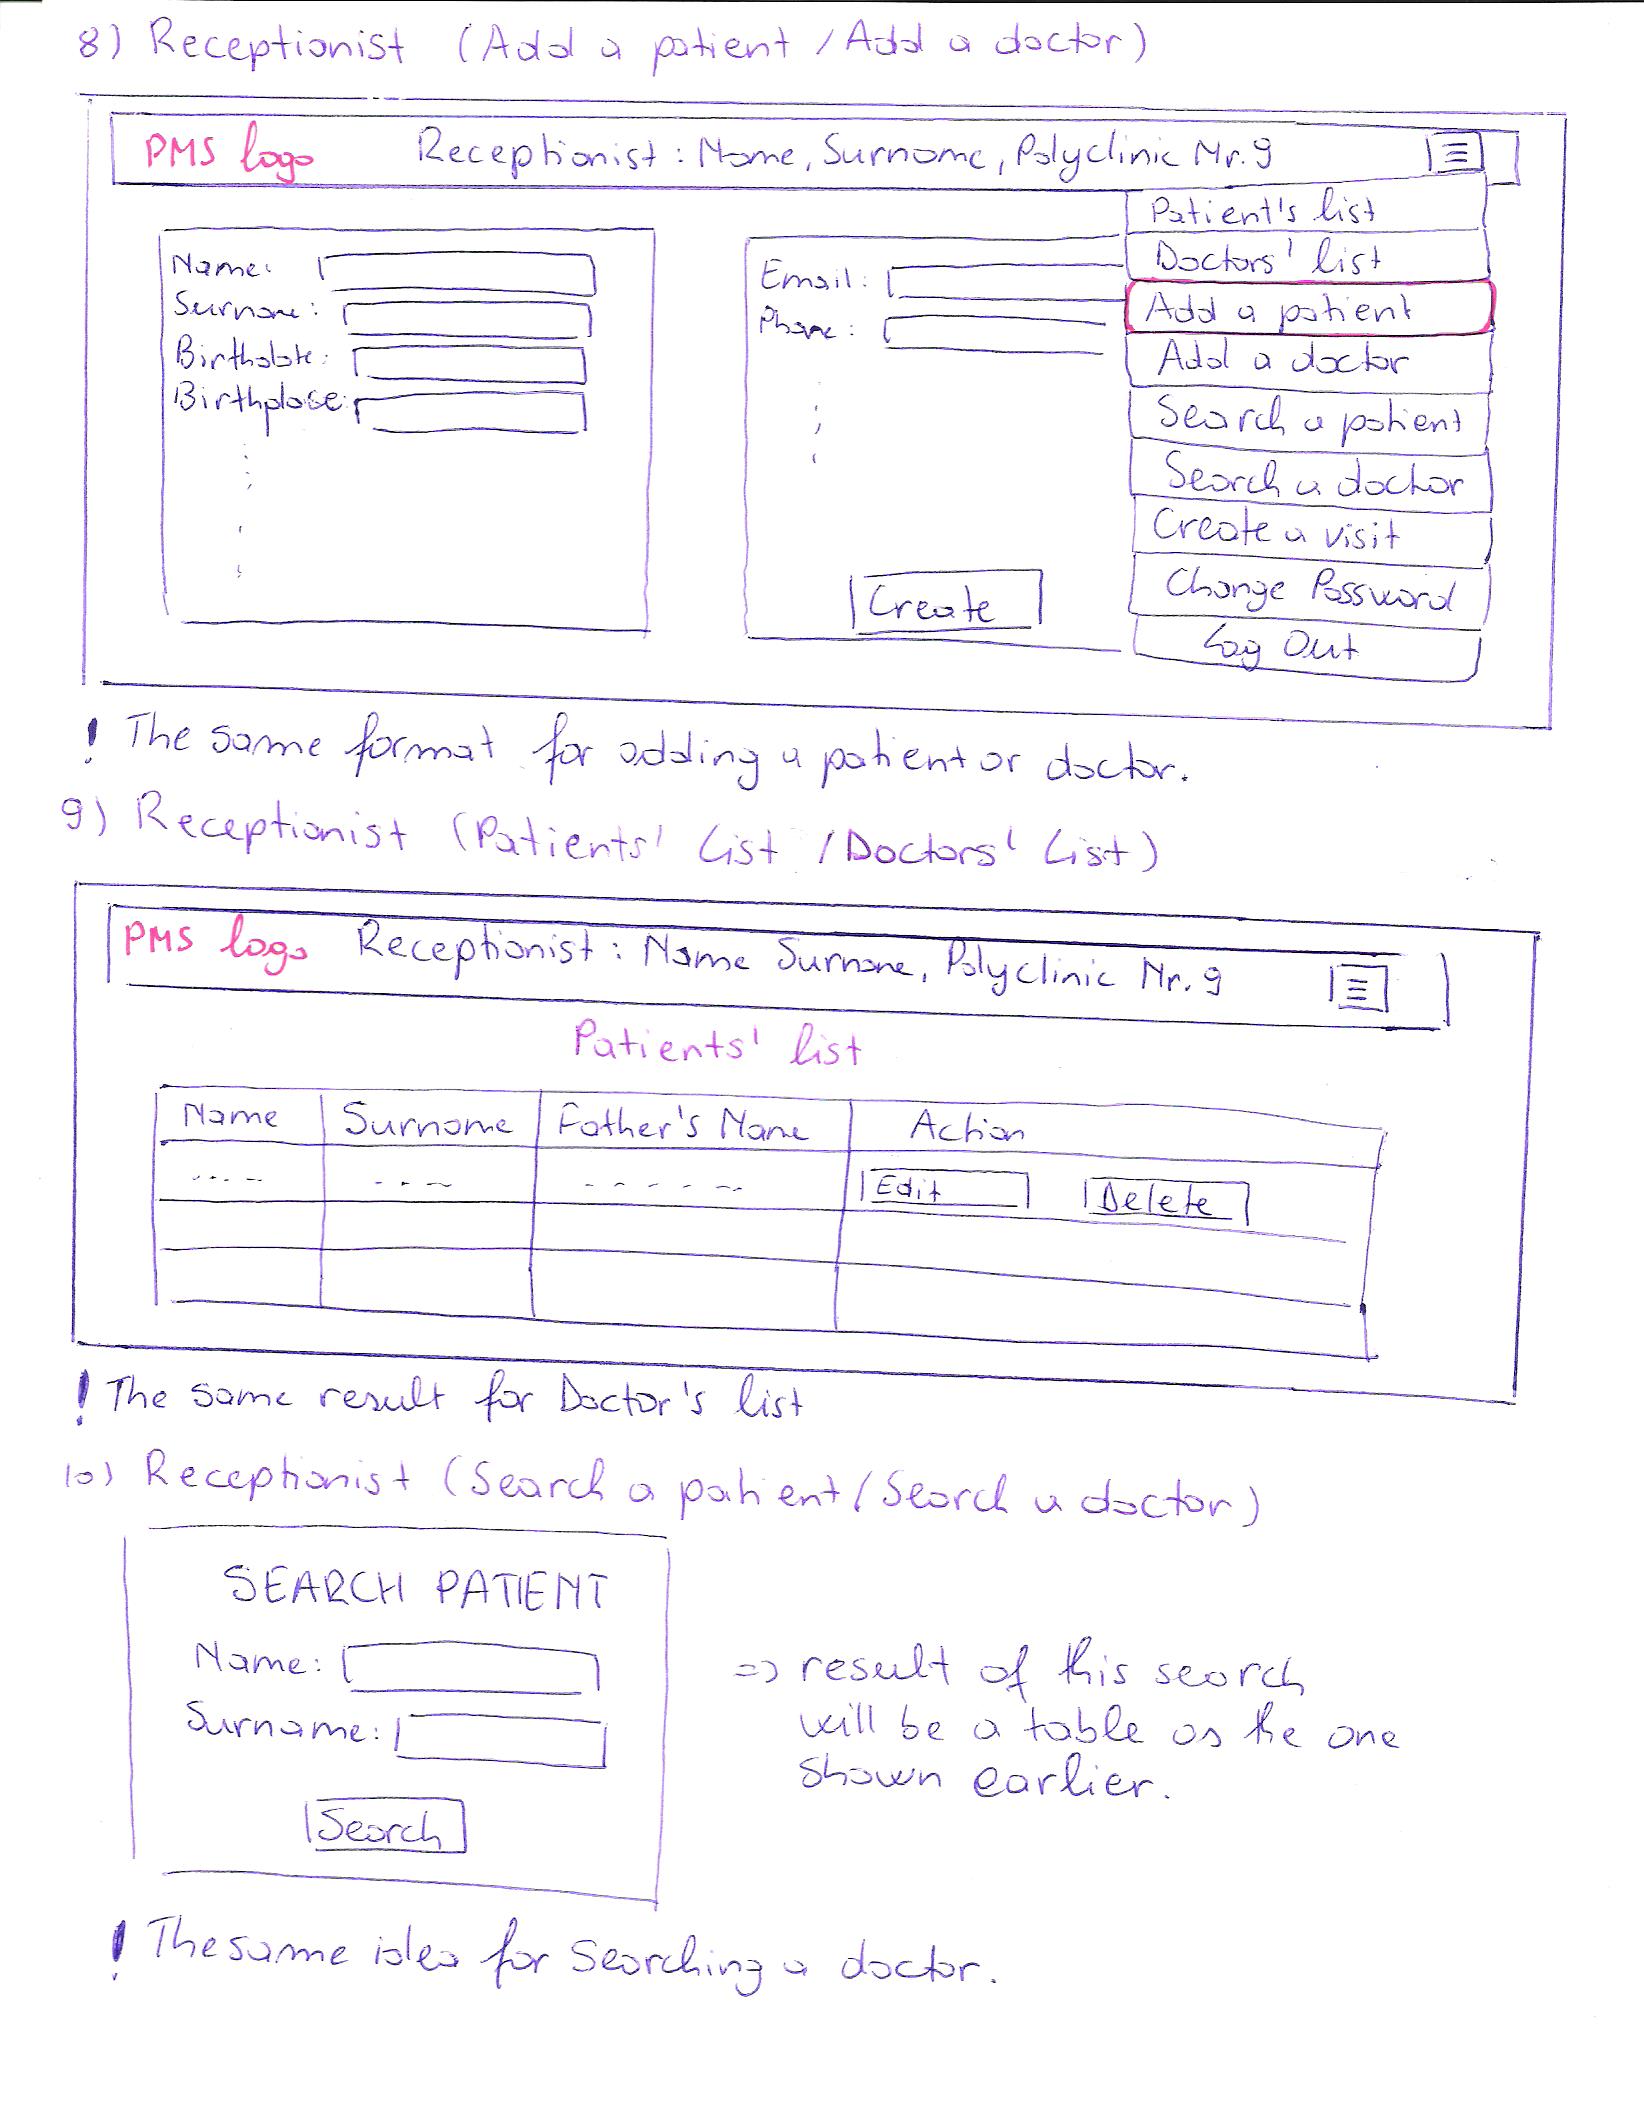 8) Receptionist (Add a patient / Add a doctor)
PMS logo Receptionist : Name, Surname, Polyclinic Nr. 9
Patient's list
Doctors' list
Add a patient
Add a doctor
Search a patient
Search a doctor
Create a visit
Change Password
Log Out
Name:
Surname:
Birthdate:
Birthplace:
Email:
Phone:
Create
! The same format for adding a patient or doctor.
9) Receptionist (Patients' List / Doctors' List)
PMS logo Receptionist : Name Surname, Polyclinic Nr. 9
Patients' list
Name Surname Father's Name Action
Edit Delete
! The same result for Doctor's list
10) Receptionist (Search a patient / Search a doctor)
SEARCH PATIENT
Name:
Surname:
Search
=> result of this search
will be a table as the one
shown earlier.
! The same idea for Searching a doctor.